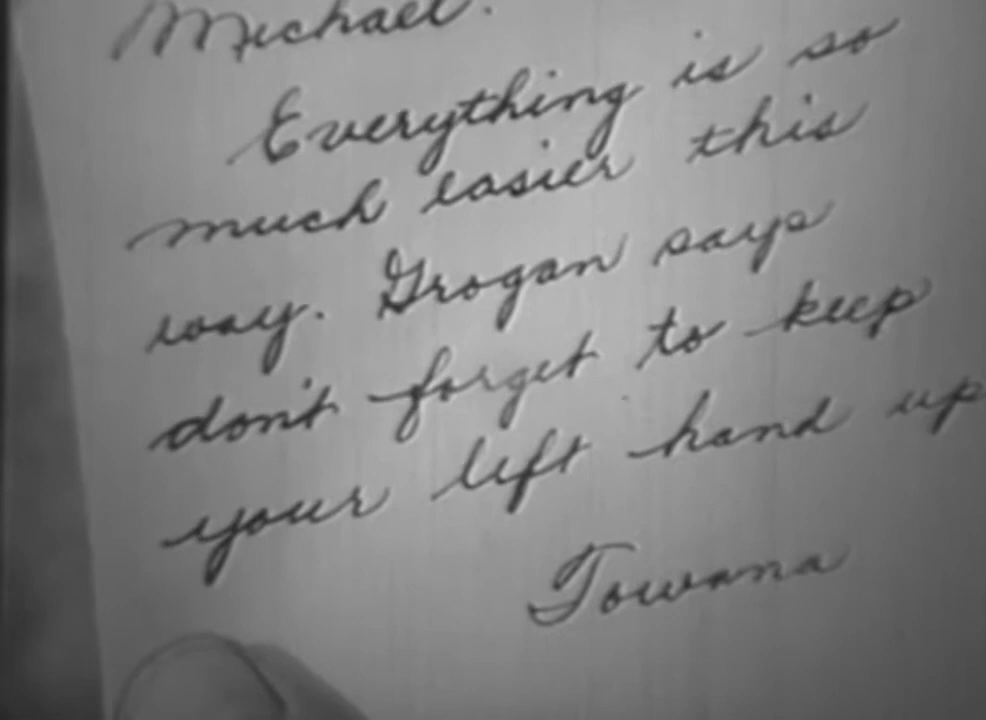 Michael.
Everything is so
much easier this
way. Grogan says
don't forget to keep
your left hand up
Towana